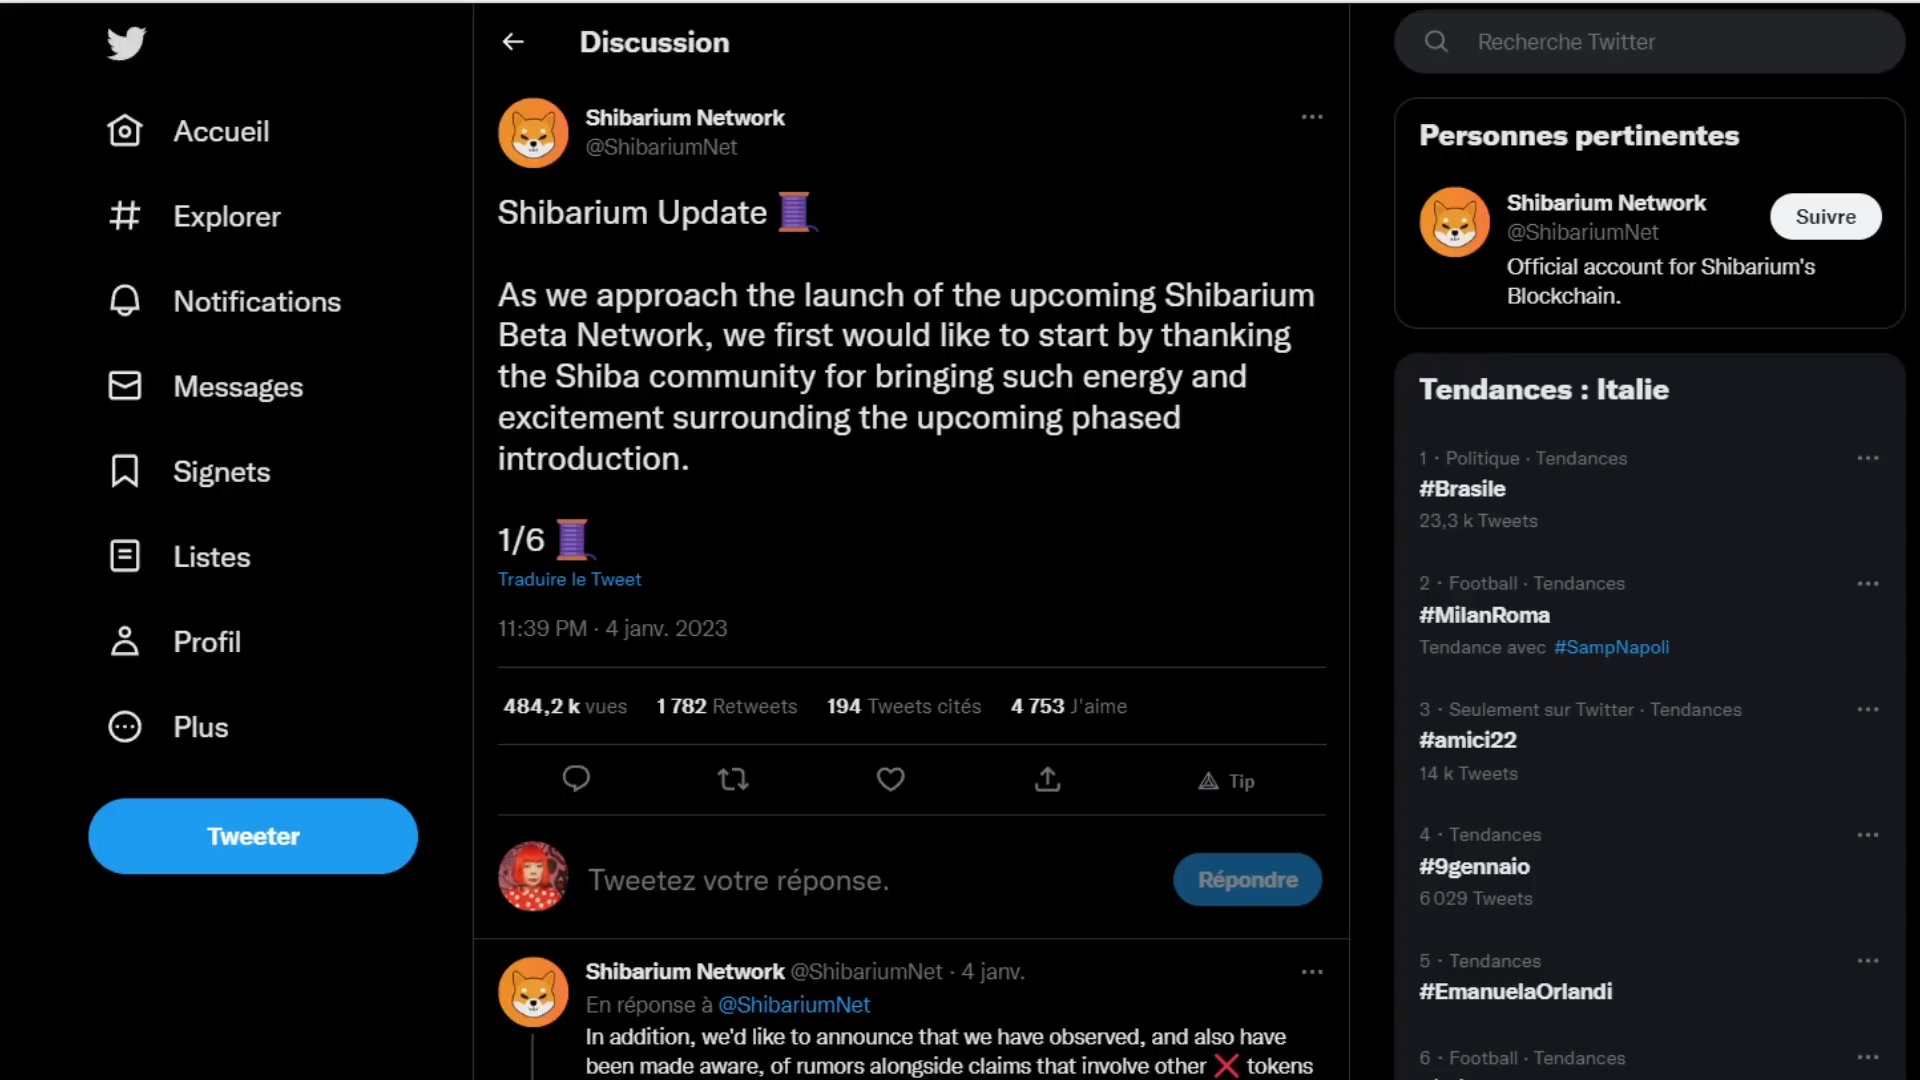 Accueil
Explorer
Notifications
Messages
Signets
Listes
Profil
Plus
Tweeter
Discussion
Shibarium Network
@ShibariumNet
Shibarium Update
As we approach the launch of the upcoming Shibarium
Beta Network, we first would like to start by thanking
the Shiba community for bringing such energy and
excitement surrounding the upcoming phased
introduction.
1/6
Traduire le Tweet
11:39 PM · 4 janv. 2023
484,2 k vues 1 782 Retweets 194 Tweets cités 4 753 J'aime
Tip
Tweetez votre réponse.
Répondre
Shibarium Network @ShibariumNet · 4 janv.
En réponse à @ShibariumNet
In addition, we'd like to announce that we have observed, and also have
been made aware, of rumors alongside claims that involve other ❌ tokens
Recherche Twitter
Personnes pertinentes
Shibarium Network
@ShibariumNet
Suivre
Official account for Shibarium's
Blockchain.
Tendances : Italie
1 · Politique · Tendances
#Brasile
23,3 k Tweets
2 · Football · Tendances
#MilanRoma
Tendance avec #SampNapoli
3 · Seulement sur Twitter · Tendances
#amici22
14 k Tweets
4 · Tendances
#9gennaio
6 029 Tweets
5 · Tendances
#EmanuelaOrlandi
6 · Football · Tendances